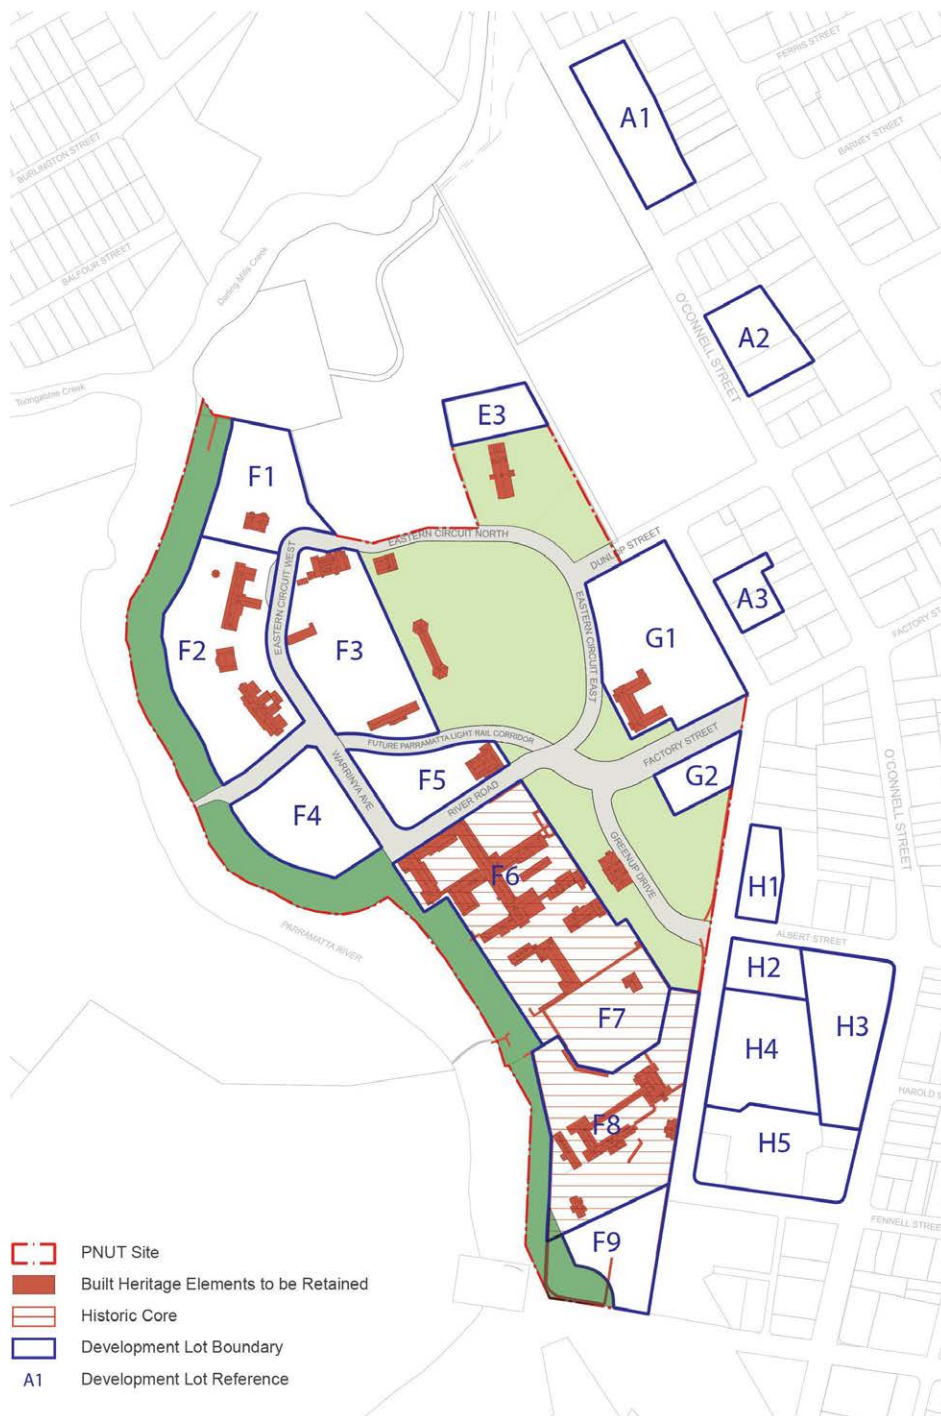 FERRIS STREET
A1
BARNEY STREET
BURLINGTON STREET
BALFOUR STREET
Darling Mills Creek
O'CONNELL STREET
A2
Toongabbie Creek
E3
F1
EASTERN CIRCUIT NORTH
DUNLOP STREET
EASTERN CIRCUIT WEST
A3
EASTERN CIRCUIT EAST
FACTORY S
F2
F3
G1
FUTURE PARRAMATTA LIGHT RAIL CORRIDOR
FACTORY STREET
WARRINYA AVE
F5
G2
O'CONNELL STREET
RIVER ROAD
F4
GREENUP DRIVE
F6
H1
PARRAMATTA RIVER
ALBERT STREET
H2
F7
H3
H4
HAROLD S
F8
H5
FENNELL STREE
F9
PNUT Site
Built Heritage Elements to be Retained
Historic Core
Development Lot Boundary
A1 Development Lot Reference